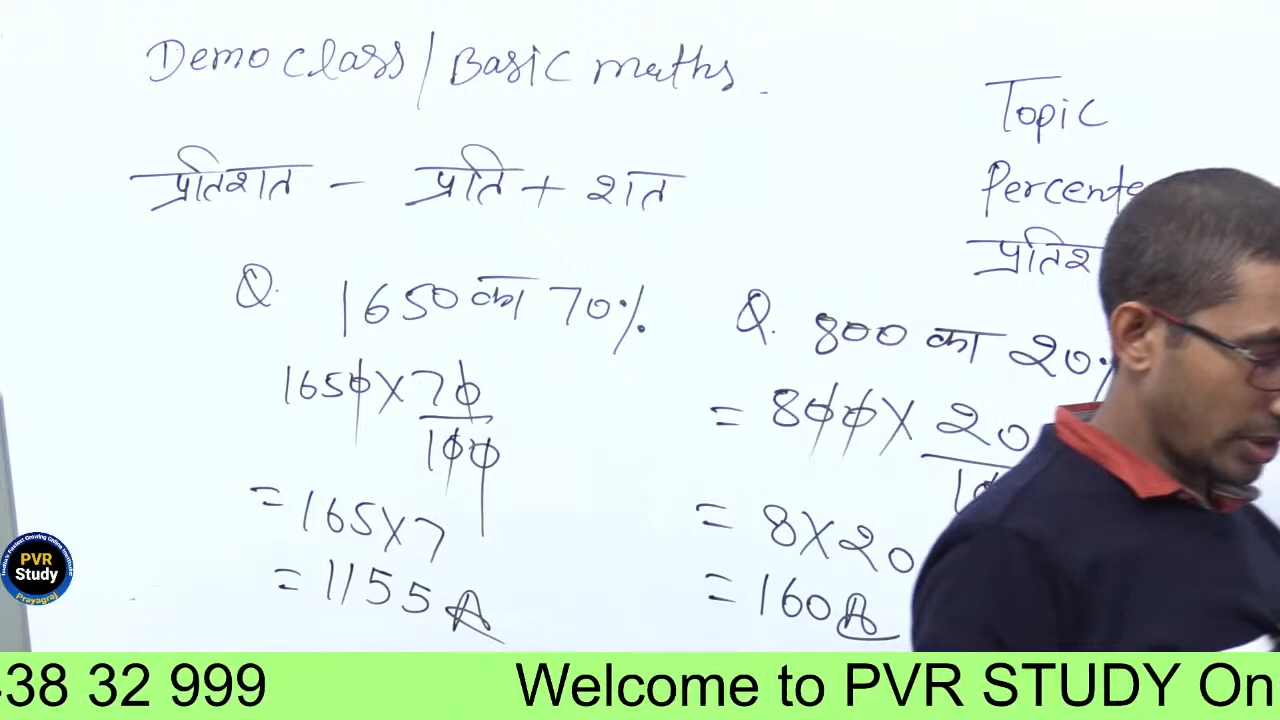 Demo class / Basic maths.
Topic
प्रतिशत - प्रति + शत
Q. 1650 का 70%
1650 × 70
100
= 165 × 7
= 1155 A
Q. 800 का 20%
= 800 × 20
= 8 × 20
= 160 A
PVR
Study
Prayagraj
38 32 999
Welcome to PVR STUDY On